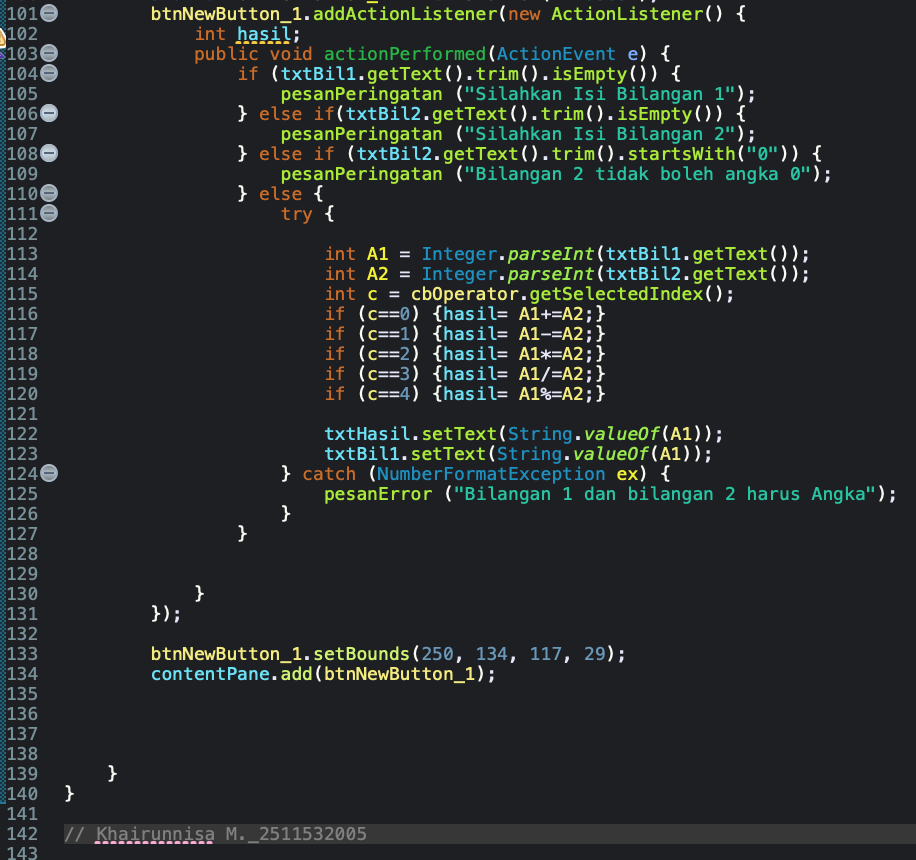 101 btnNewButton_1.addActionListener(new ActionListener() {
102 int hasil;
103 public void actionPerformed(ActionEvent e) {
104 if (txtBil1.getText().trim().isEmpty()) {
105 pesanPeringatan ("Silahkan Isi Bilangan 1");
106 } else if(txtBil2.getText().trim().isEmpty()) {
107 pesanPeringatan ("Silahkan Isi Bilangan 2");
108 } else if (txtBil2.getText().trim().startsWith("0")) {
109 pesanPeringatan ("Bilangan 2 tidak boleh angka 0");
110 } else {
111 try {
112
113 int A1 = Integer.parseInt(txtBil1.getText());
114 int A2 = Integer.parseInt(txtBil2.getText());
115 int c = cbOperator.getSelectedIndex();
116 if (c==0) {hasil= A1+=A2;}
117 if (c==1) {hasil= A1-=A2;}
118 if (c==2) {hasil= A1*=A2;}
119 if (c==3) {hasil= A1/=A2;}
120 if (c==4) {hasil= A1%=A2;}
121
122 txtHasil.setText(String.valueOf(A1));
123 txtBil1.setText(String.valueOf(A1));
124 } catch (NumberFormatException ex) {
125 pesanError ("Bilangan 1 dan bilangan 2 harus Angka");
126 }
127 }
128
129
130 }
131 });
132
133 btnNewButton_1.setBounds(250, 134, 117, 29);
134 contentPane.add(btnNewButton_1);
135
136
137
138
139 }
140 }
141
142 // Khairunnisa M._2511532005
143